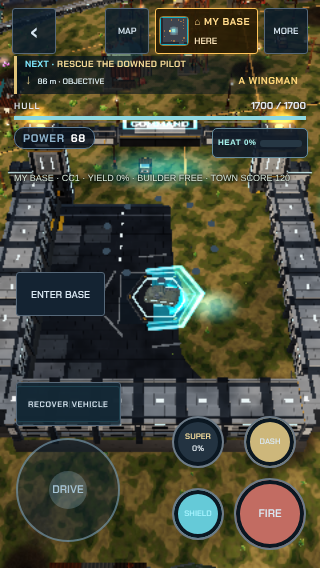 MAP
⌂ MY BASE
HERE
MORE
NEXT · RESCUE THE DOWNED PILOT
↓ 86 m · OBJECTIVE
A WINGMAN
HULL
1700 / 1700
COMMAND
POWER 68
HEAT 0%
MY BASE · CC1 · YIELD 0% · BUILDER FREE · TOWN SCORE 120
ENTER BASE
RECOVER VEHICLE
SUPER
0%
DASH
DRIVE
SHIELD
FIRE